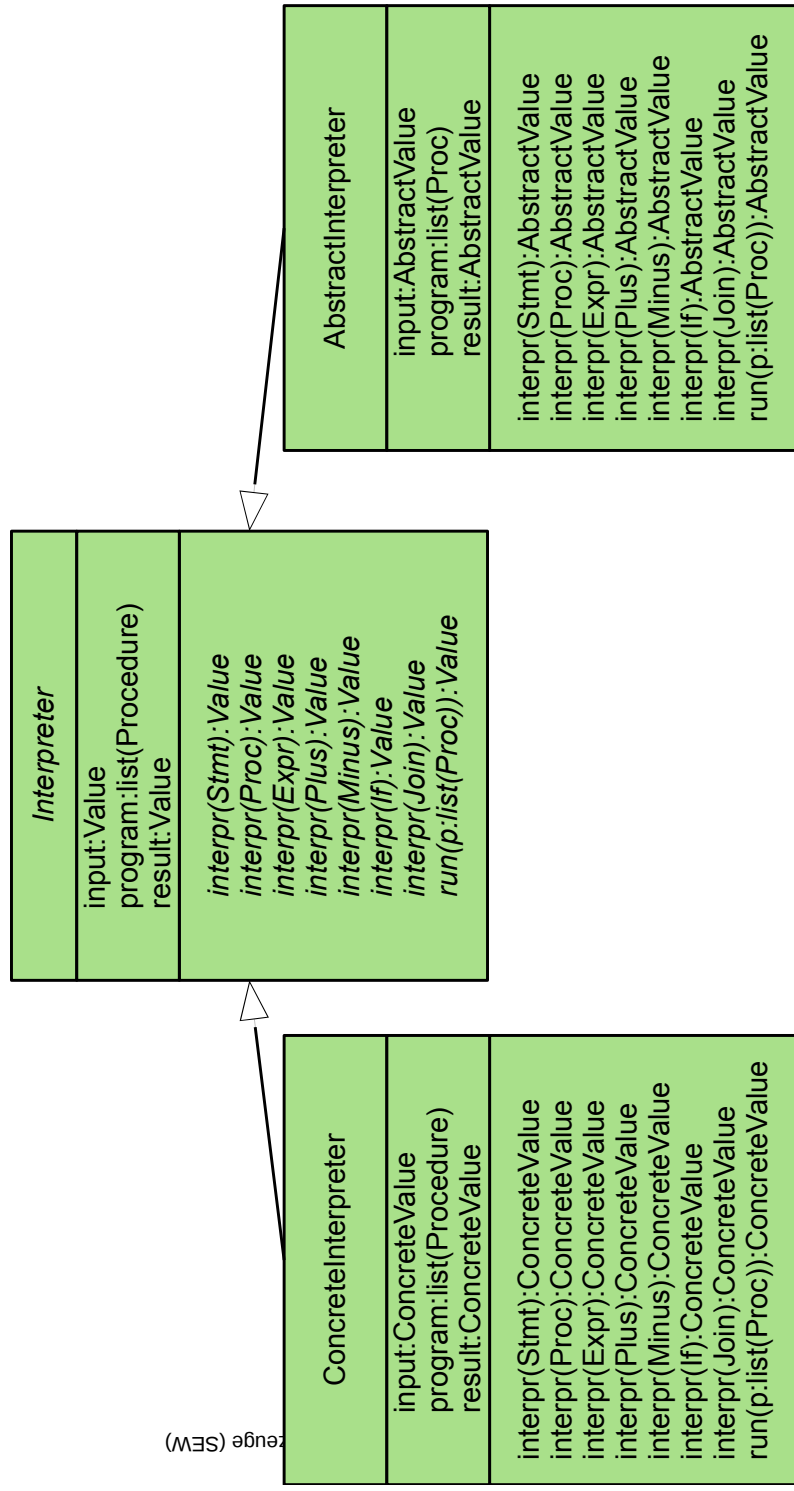 Interpreter
input:Value
program:list(Procedure)
result:Value
interpr(Stmt):Value
interpr(Proc):Value
interpr(Expr):Value
interpr(Plus):Value
interpr(Minus):Value
interpr(If):Value
interpr(Join):Value
run(p:list(Proc)):Value
ConcreteInterpreter
input:ConcreteValue
program:list(Procedure)
result:ConcreteValue
interpr(Stmt):ConcreteValue
interpr(Proc):ConcreteValue
interpr(Expr):ConcreteValue
interpr(Plus):ConcreteValue
interpr(Minus):ConcreteValue
interpr(If):ConcreteValue
interpr(Join):ConcreteValue
run(p:list(Proc)):ConcreteValue
AbstractInterpreter
input:AbstractValue
program:list(Proc)
result:AbstractValue
interpr(Stmt):AbstractValue
interpr(Proc):AbstractValue
interpr(Expr):AbstractValue
interpr(Plus):AbstractValue
interpr(Minus):AbstractValue
interpr(If):AbstractValue
interpr(Join):AbstractValue
run(p:list(Proc)):AbstractValue
(SEW)